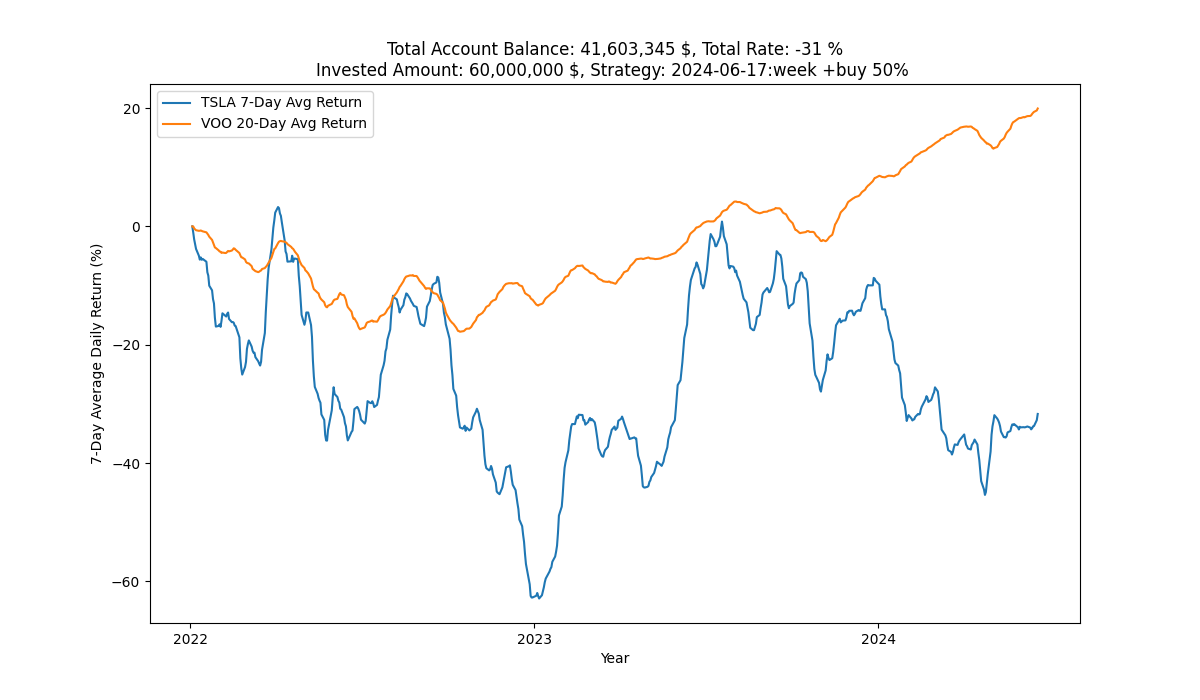 Total Account Balance: 41,603,345 $, Total Rate: -31 %
Invested Amount: 60,000,000 $, Strategy: 2024-06-17:week +buy 50%
TSLA 7-Day Avg Return
VOO 20-Day Avg Return
7-Day Average Daily Return (%)
20
0
−20
−40
−60
2022
2023
2024
Year